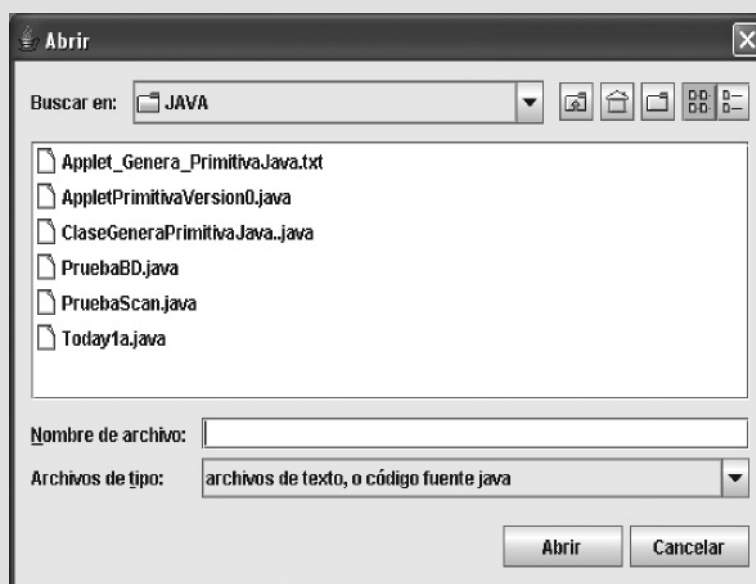 Abrir
Buscar en: JAVA
Applet_Genera_PrimitivaJava.txt
AppletPrimitivaVersion0.java
ClaseGeneraPrimitivaJava..java
PruebaBD.java
PruebaScan.java
Today1a.java
Nombre de archivo:
Archivos de tipo: archivos de texto, o código fuente java
Abrir Cancelar